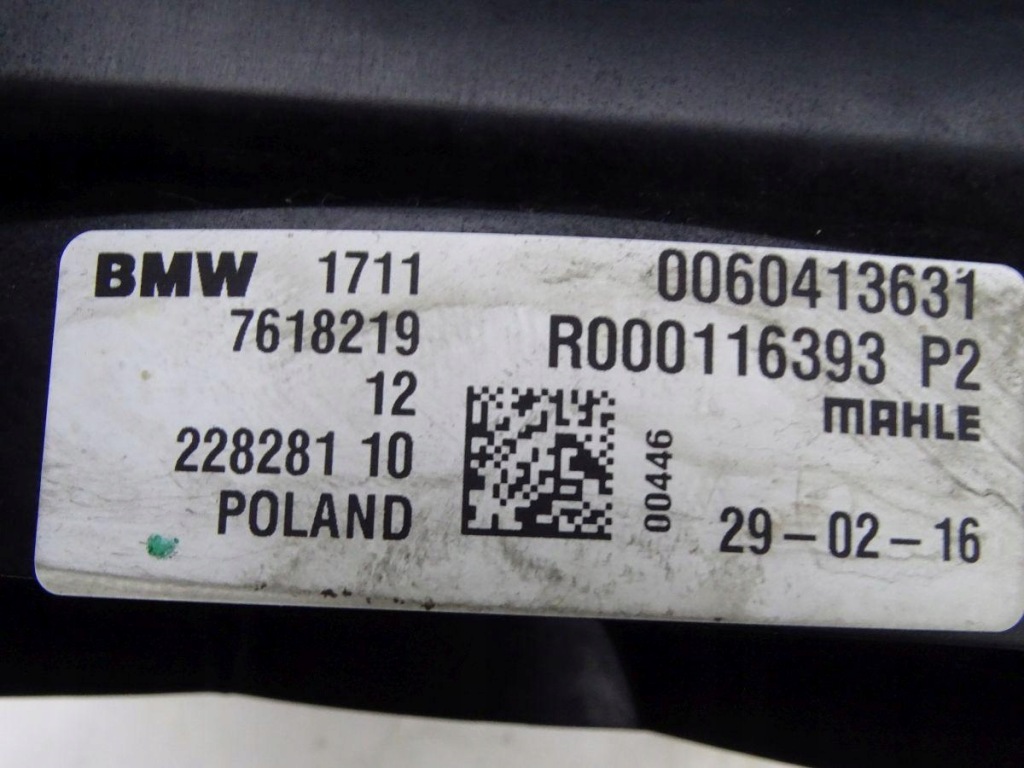 BMW 1711
7618219
12
228281 10
POLAND
0060413631
R000116393 P2
MAHLE
00446
29-02-16